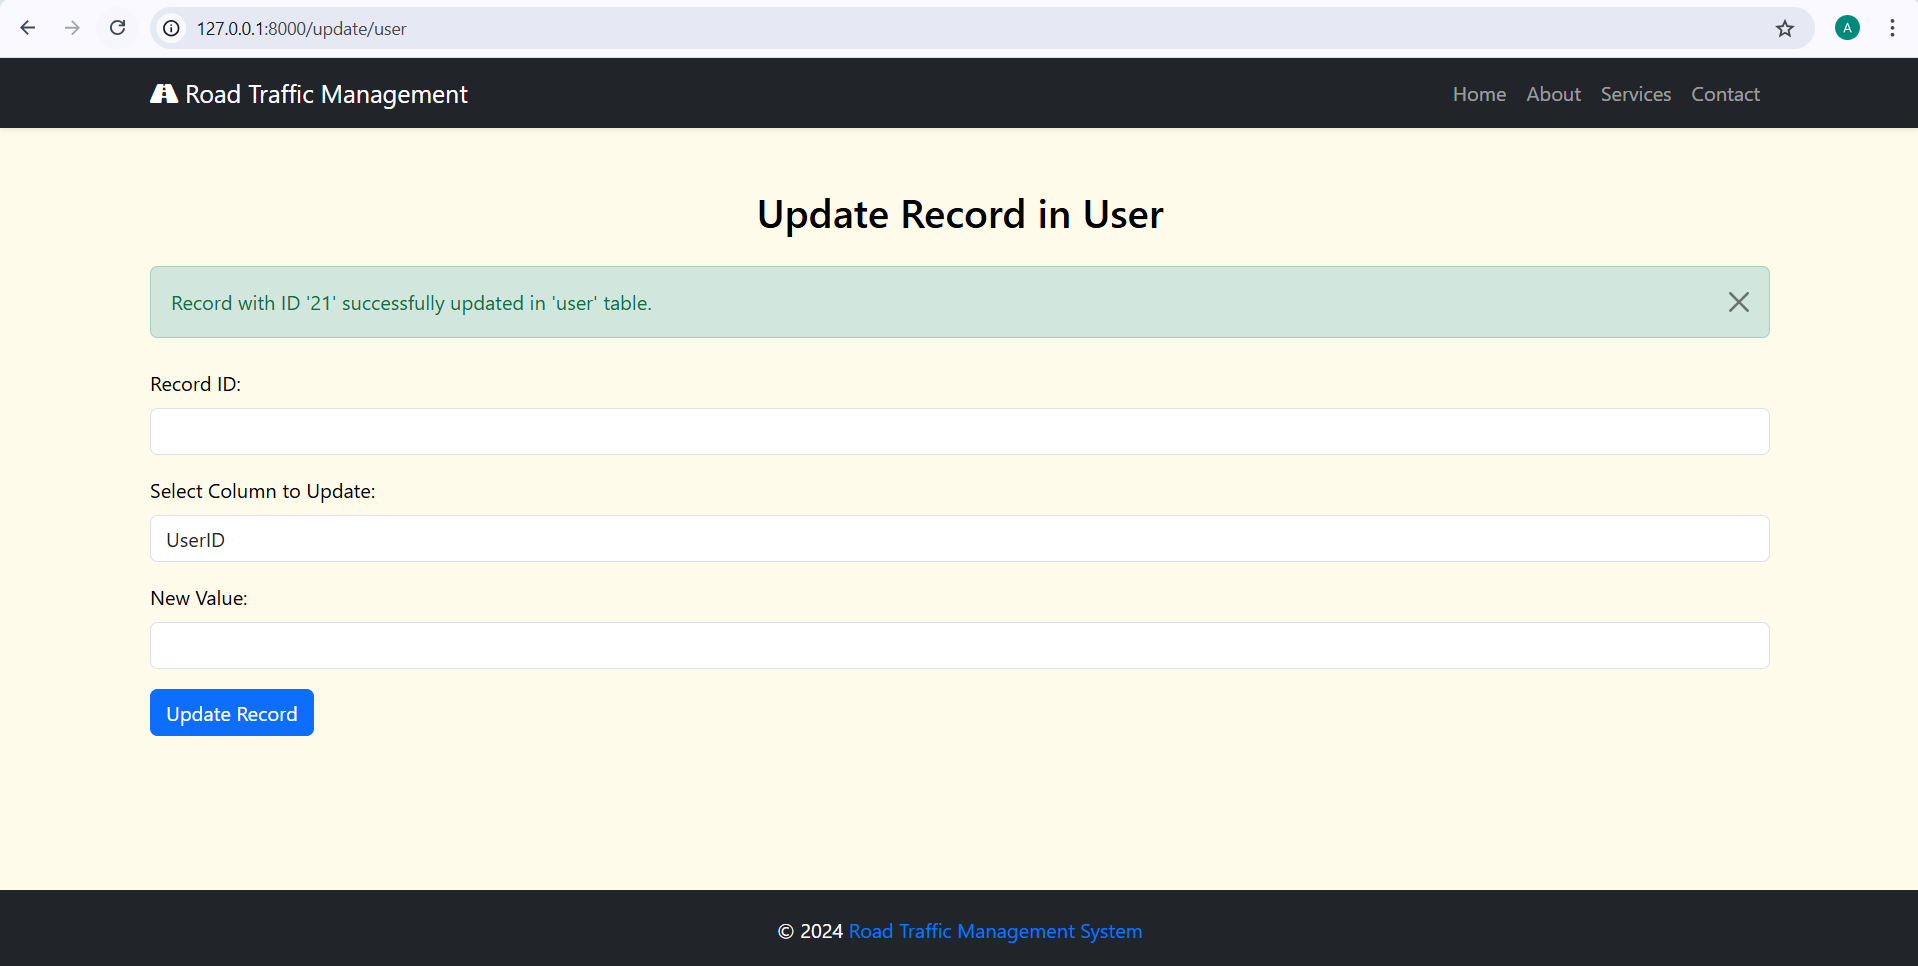 127.0.0.1:8000/update/user
A
Road Traffic Management
Home About Services Contact
Update Record in User
Record with ID '21' successfully updated in 'user' table.
Record ID:
Select Column to Update:
UserID
New Value:
Update Record
© 2024 Road Traffic Management System